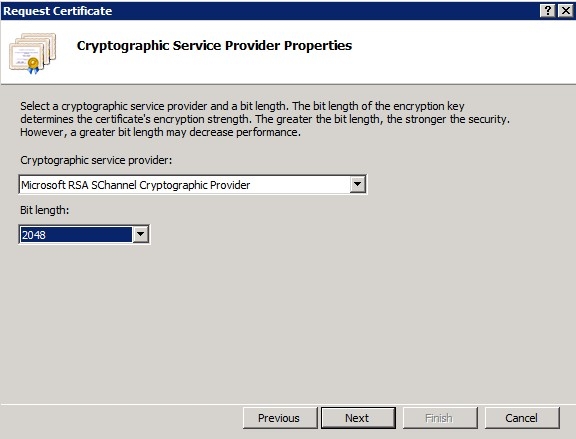 Request Certificate
Cryptographic Service Provider Properties
Select a cryptographic service provider and a bit length. The bit length of the encryption key
determines the certificate's encryption strength. The greater the bit length, the stronger the security.
However, a greater bit length may decrease performance.
Cryptographic service provider:
Microsoft RSA SChannel Cryptographic Provider
Bit length:
2048
Previous Next Finish Cancel